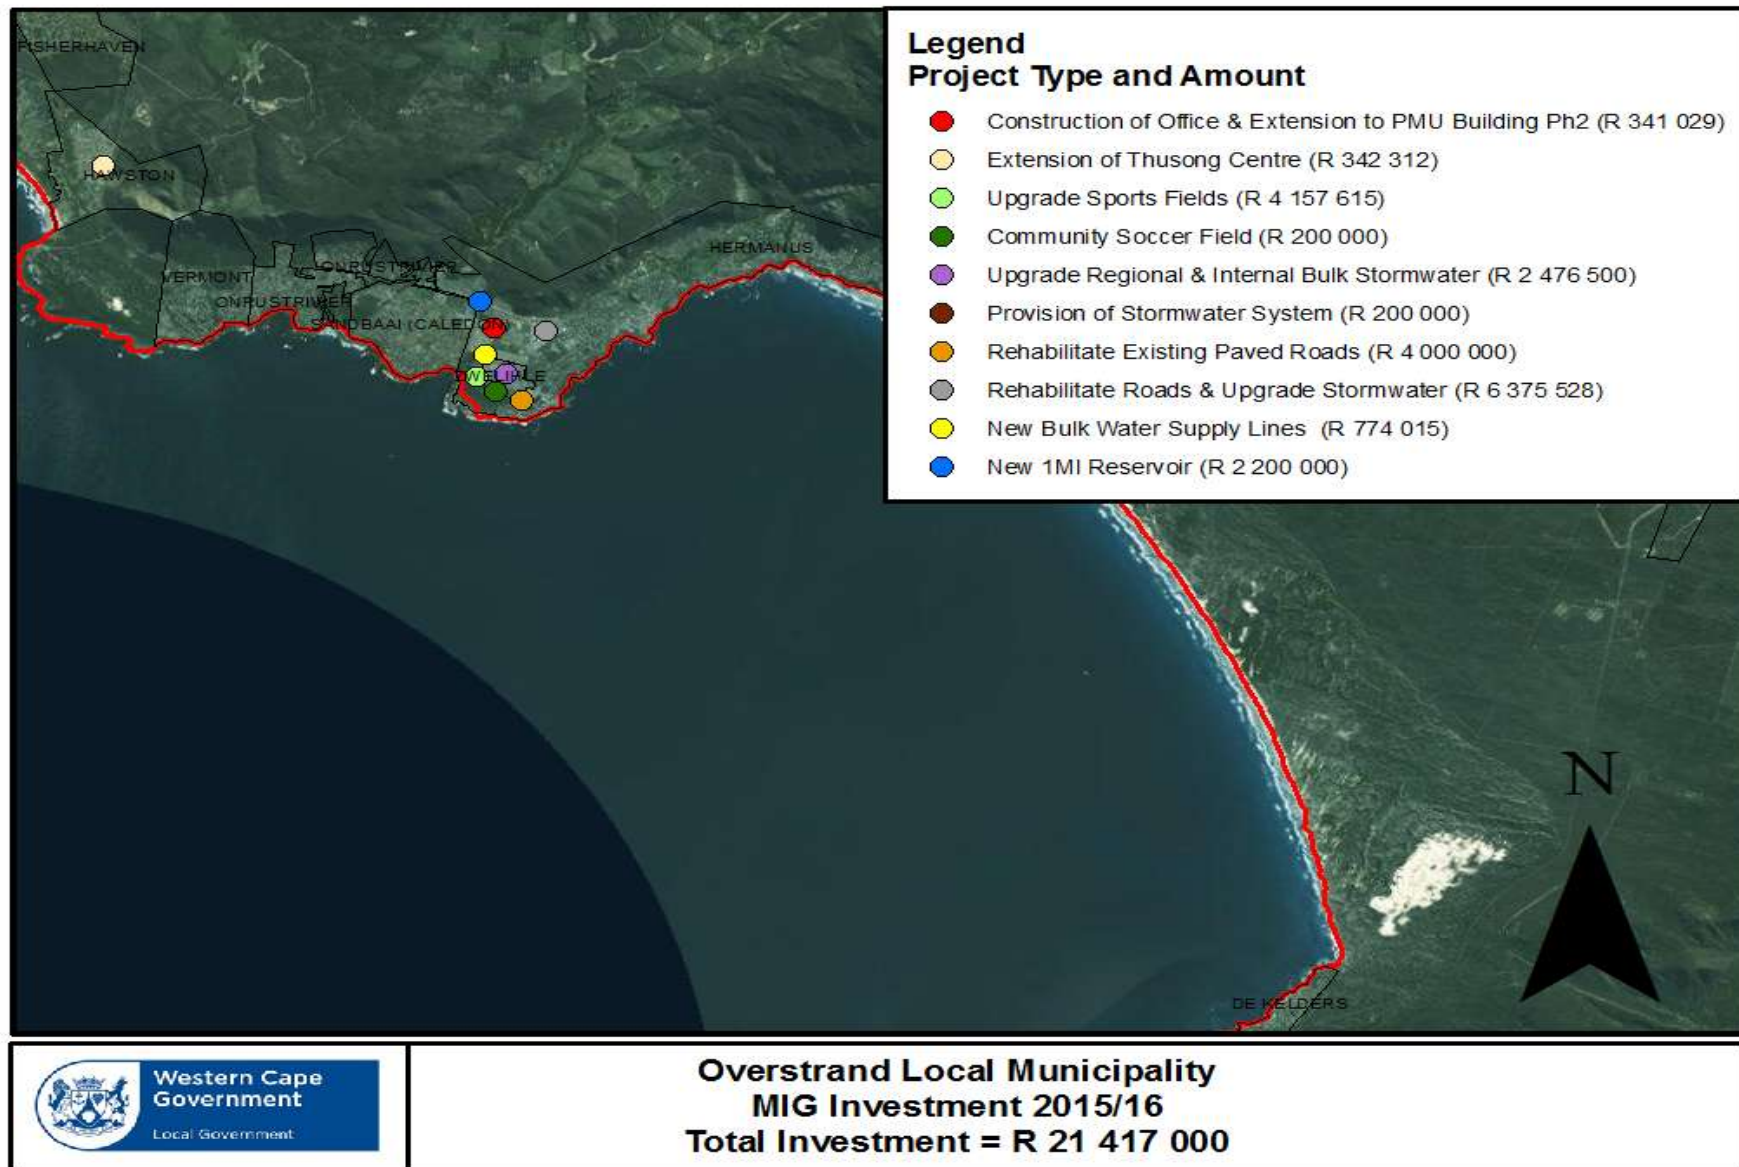 FISHERHAVEN
HAWSTON
VERMONT
ONRUSTRIVIER
ONRUSTRIVIER
SANDBAAI (CALEDON)
HERMANUS
ZWELIHLE
DE KELDERS
Legend
Project Type and Amount
Construction of Office & Extension to PMU Building Ph2 (R 341 029)
Extension of Thusong Centre (R 342 312)
Upgrade Sports Fields (R 4 157 615)
Community Soccer Field (R 200 000)
Upgrade Regional & Internal Bulk Stormwater (R 2 476 500)
Provision of Stormwater System (R 200 000)
Rehabilitate Existing Paved Roads (R 4 000 000)
Rehabilitate Roads & Upgrade Stormwater (R 6 375 528)
New Bulk Water Supply Lines (R 774 015)
New 1Ml Reservoir (R 2 200 000)
N
Western Cape
Government
Local Government
Overstrand Local Municipality
MIG Investment 2015/16
Total Investment = R 21 417 000